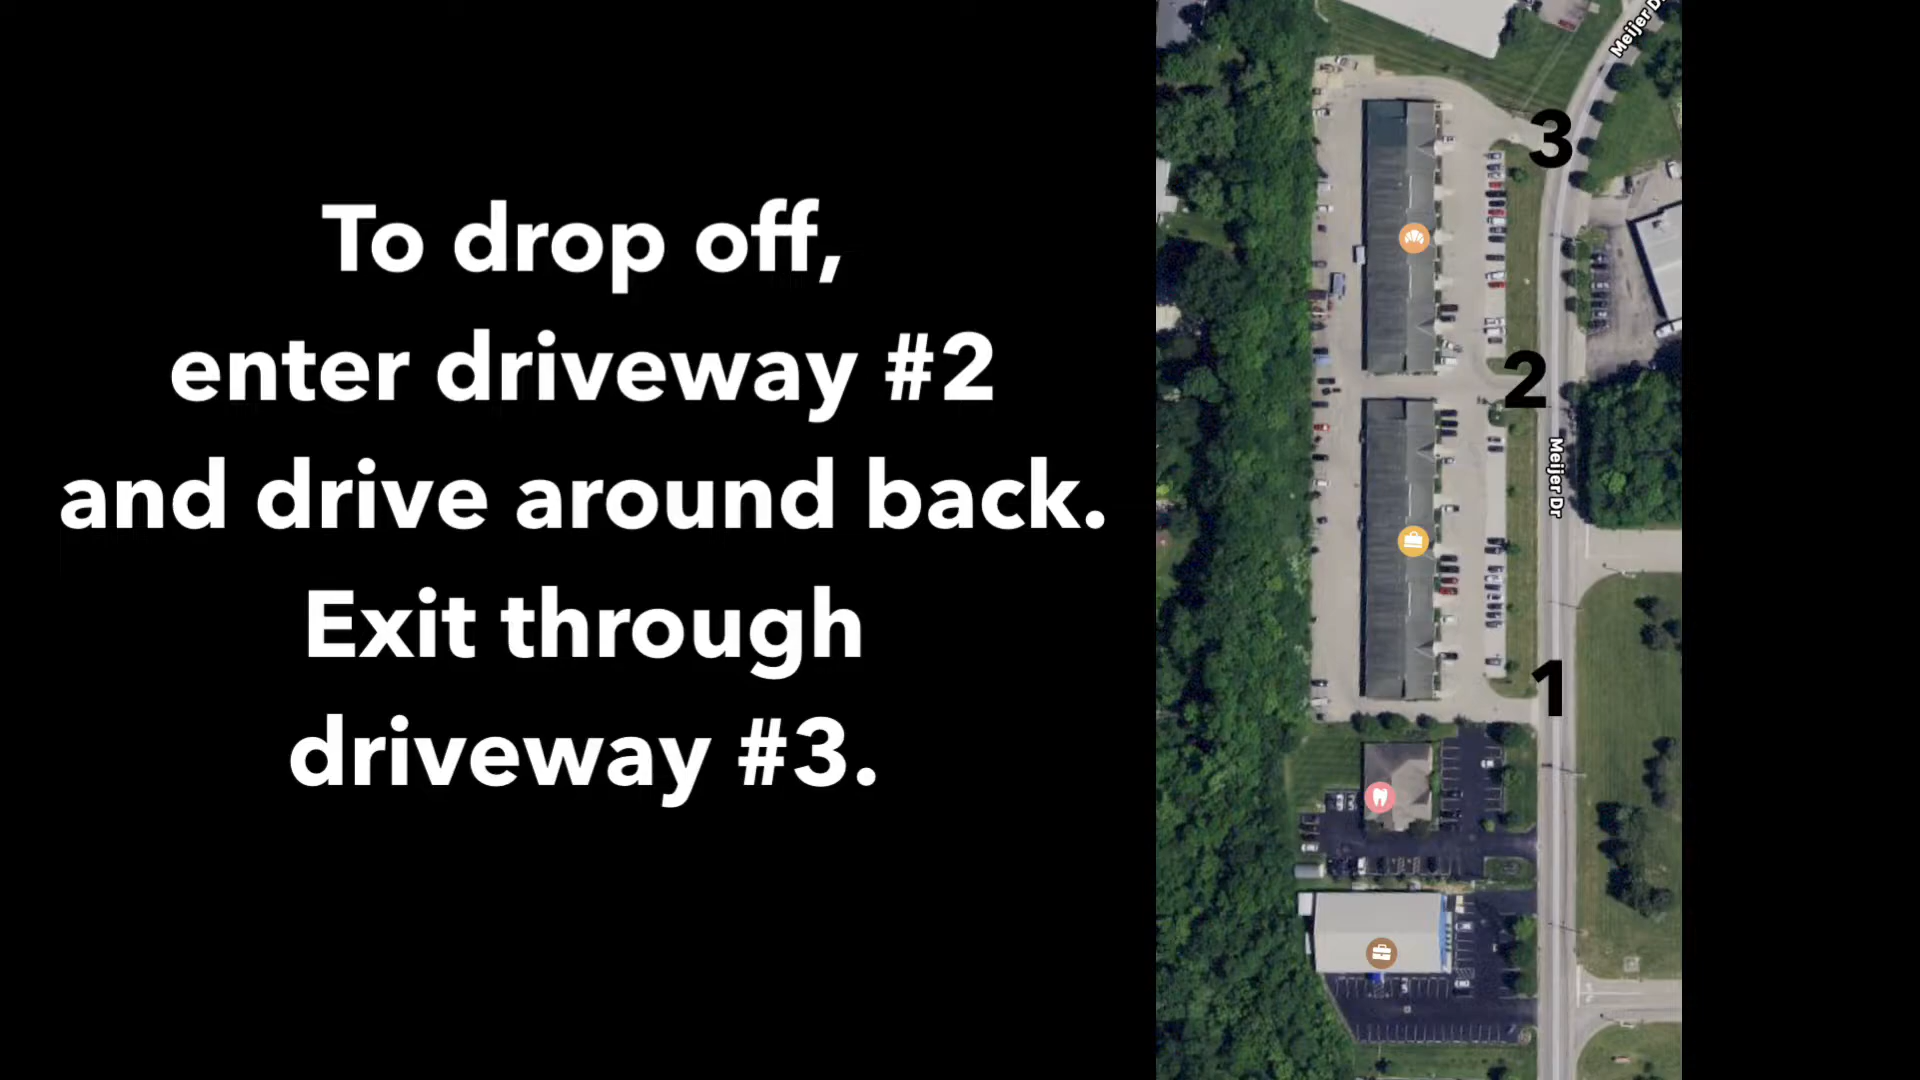 To drop off,
enter driveway #2
and drive around back.
Exit through
driveway #3.
Meijer D
3
2
Meijer Dr
1